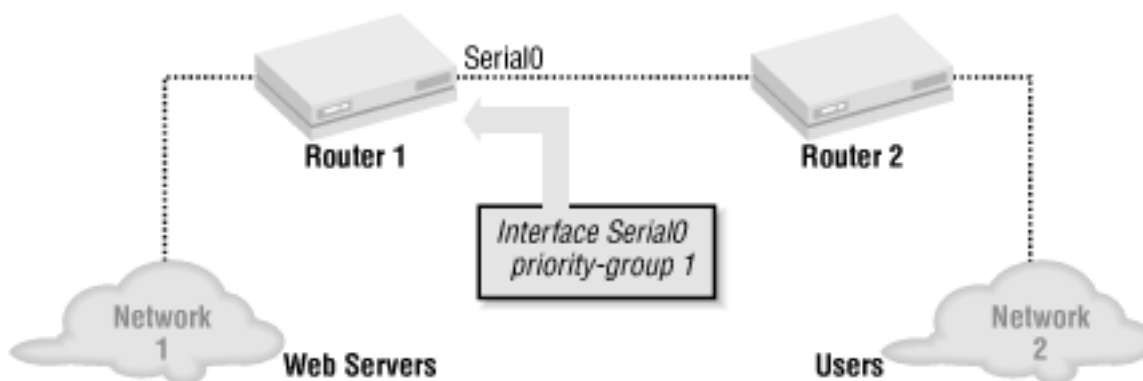 Serial0
Router 1
Router 2
Interface Serial0
priority-group 1
Network
1
Web Servers
Users
Network
2